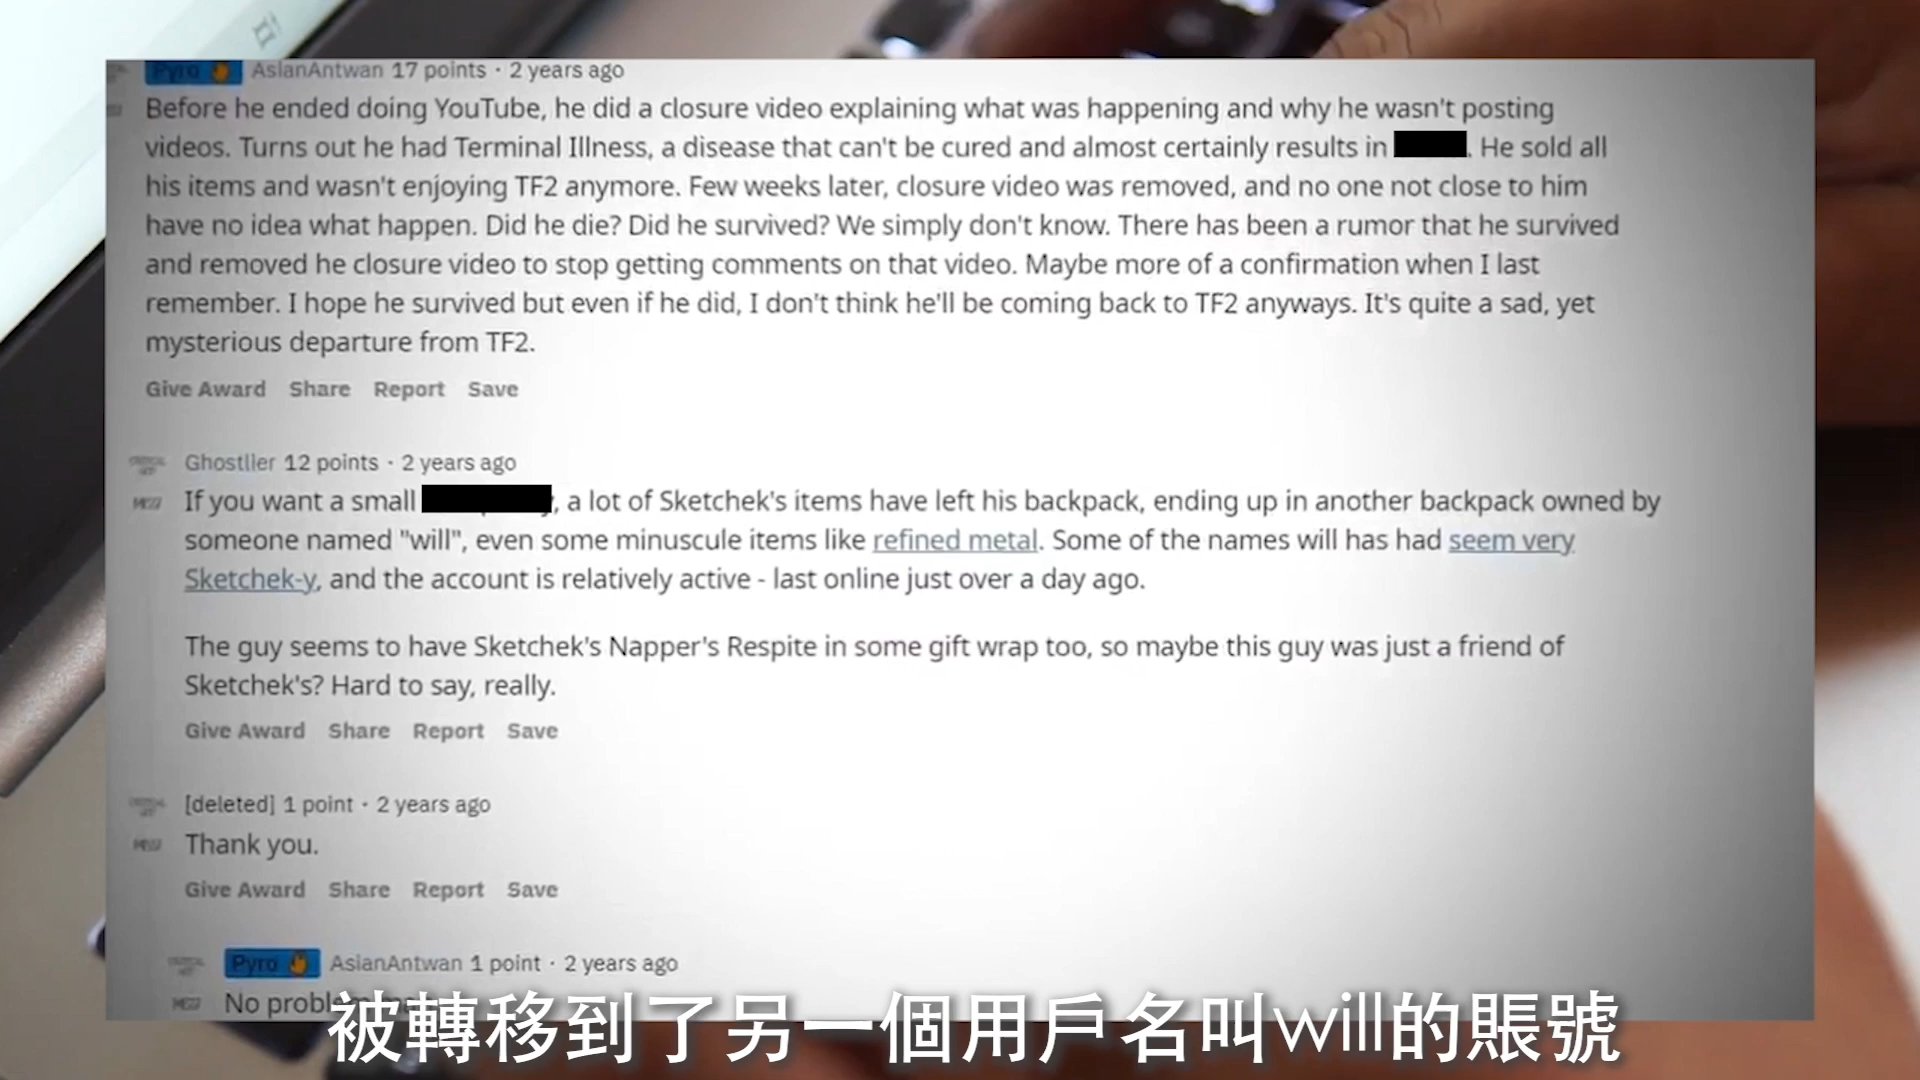 Pyro AsianAntwan 17 points · 2 years ago
Before he ended doing YouTube, he did a closure video explaining what was happening and why he wasn't posting
videos. Turns out he had Terminal Illness, a disease that can't be cured and almost certainly results in . He sold all
his items and wasn't enjoying TF2 anymore. Few weeks later, closure video was removed, and no one not close to him
have no idea what happen. Did he die? Did he survived? We simply don't know. There has been a rumor that he survived
and removed he closure video to stop getting comments on that video. Maybe more of a confirmation when I last
remember. I hope he survived but even if he did, I don't think he'll be coming back to TF2 anyways. It's quite a sad, yet
mysterious departure from TF2.
Give Award Share Report Save
Ghostlier 12 points · 2 years ago
If you want a small , a lot of Sketchek's items have left his backpack, ending up in another backpack owned by
someone named "will", even some minuscule items like refined metal. Some of the names will has had seem very
Sketchek-y, and the account is relatively active - last online just over a day ago.
The guy seems to have Sketchek's Napper's Respite in some gift wrap too, so maybe this guy was just a friend of
Sketchek's? Hard to say, really.
Give Award Share Report Save
[deleted] 1 point · 2 years ago
Thank you.
Give Award Share Report Save
Pyro AsianAntwan 1 point · 2 years ago
No
被轉移到了另一個用戶名叫will的賬號